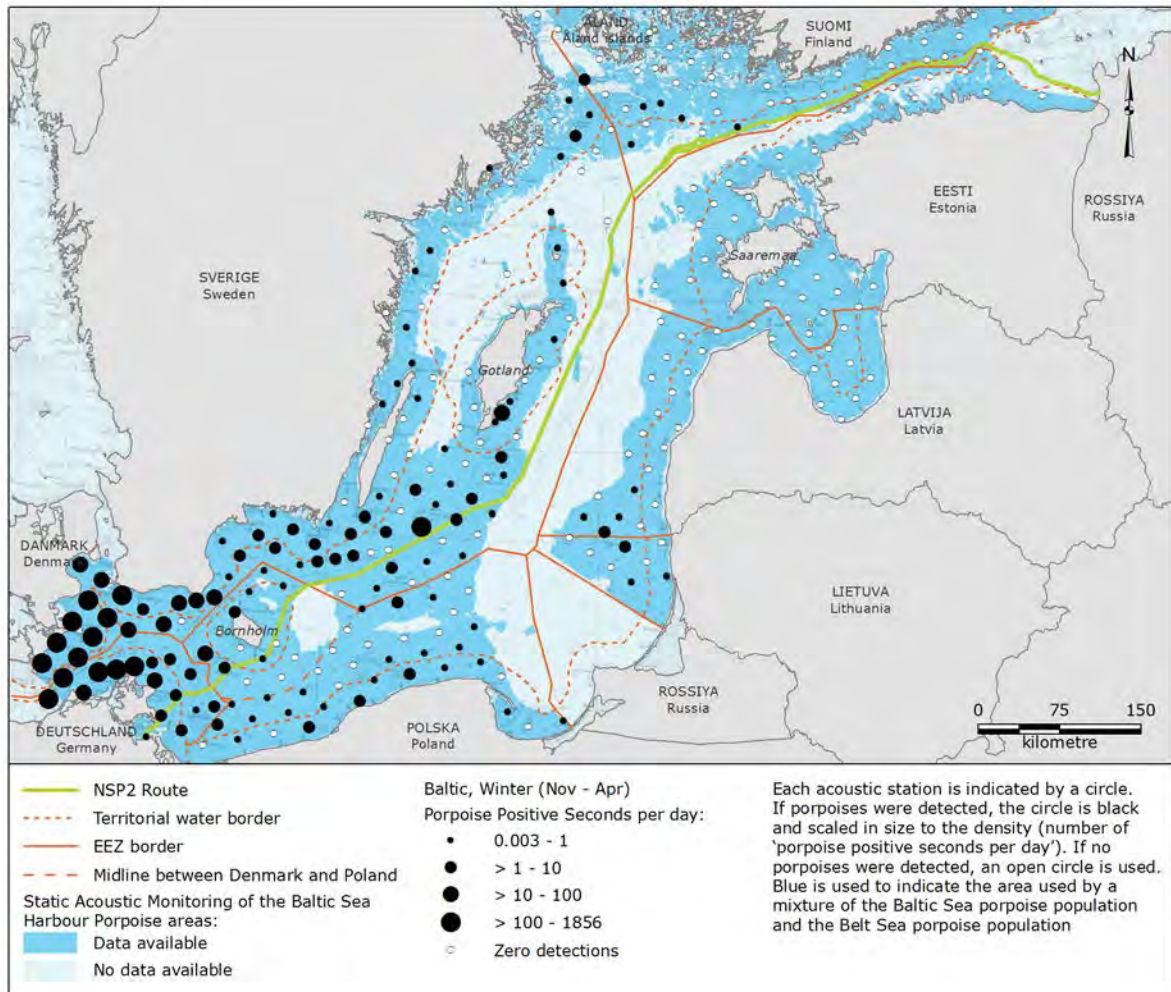 ÅLAND
Åland islands
SUOMI
Finland
N
EESTI
Estonia
ROSSIYA
Russia
Saaremaa
SVERIGE
Sweden
Gotland
LATVIJA
Latvia
DANMARK
Denmark
LIETUVA
Lithuania
Bornholm
ROSSIYA
Russia
DEUTSCHLAND
Germany
POLSKA
Poland
0 75 150
kilometre
NSP2 Route
Territorial water border
EEZ border
Midline between Denmark and Poland
Static Acoustic Monitoring of the Baltic Sea
Harbour Porpoise areas:
Data available
No data available
Baltic, Winter (Nov - Apr)
Porpoise Positive Seconds per day:
0.003 - 1
> 1 - 10
> 10 - 100
> 100 - 1856
Zero detections
Each acoustic station is indicated by a circle.
If porpoises were detected, the circle is black
and scaled in size to the density (number of
‘porpoise positive seconds per day’). If no
porpoises were detected, an open circle is used.
Blue is used to indicate the area used by a
mixture of the Baltic Sea porpoise population
and the Belt Sea porpoise population